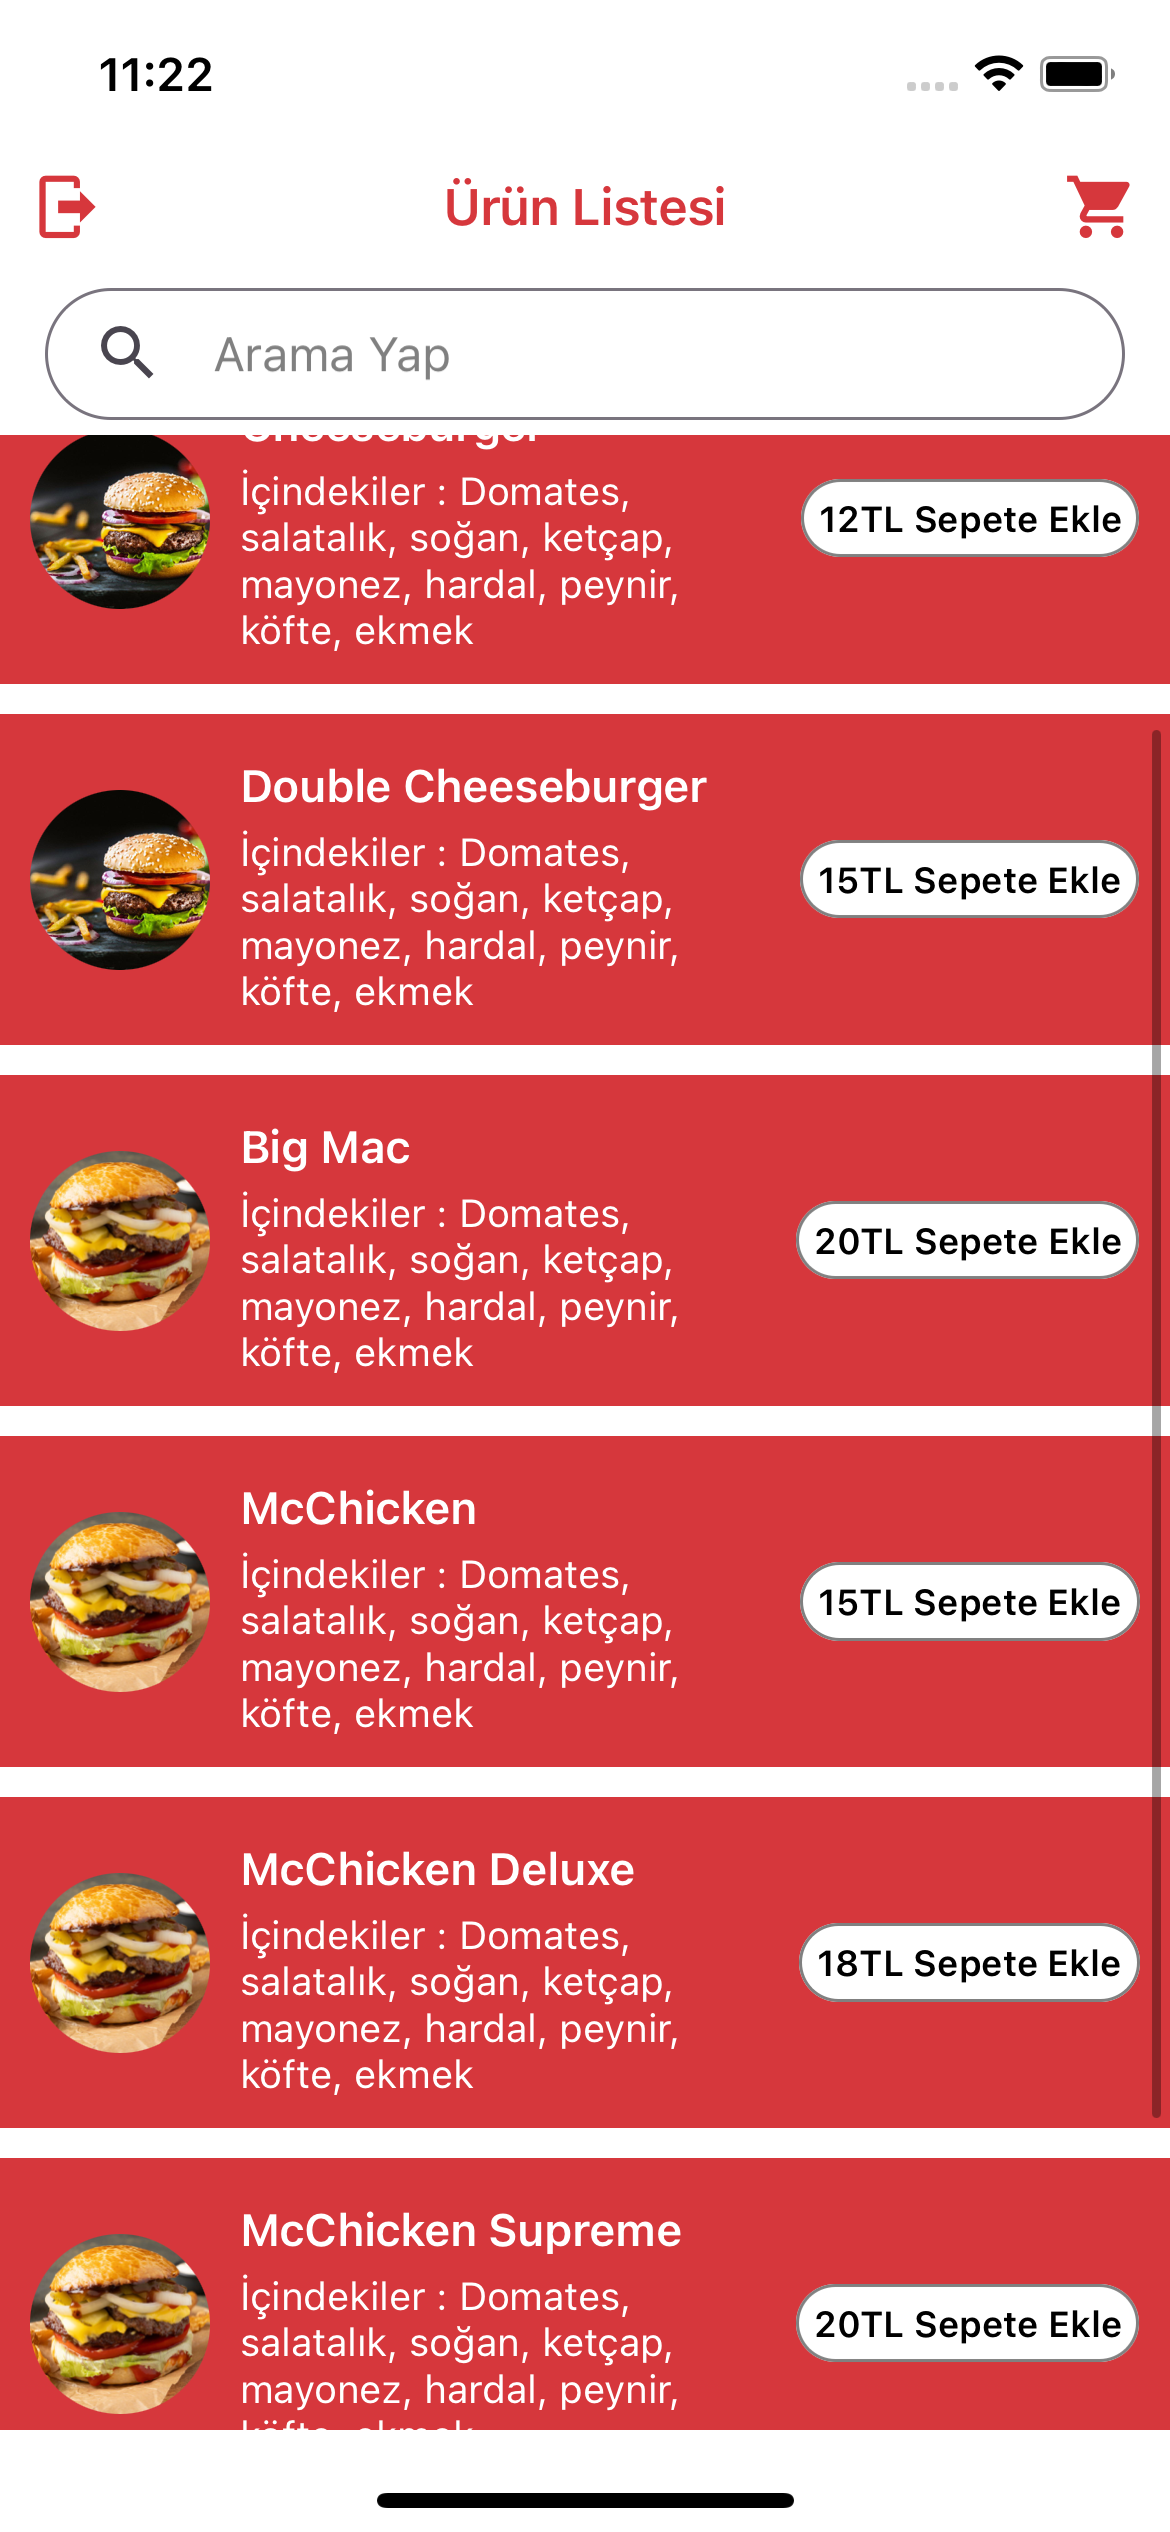 11:22
Ürün Listesi
Arama Yap
Cheeseburger
İçindekiler : Domates,
salatalık, soğan, ketçap,
mayonez, hardal, peynir,
köfte, ekmek
12TL Sepete Ekle
Double Cheeseburger
İçindekiler : Domates,
salatalık, soğan, ketçap,
mayonez, hardal, peynir,
köfte, ekmek
15TL Sepete Ekle
Big Mac
İçindekiler : Domates,
salatalık, soğan, ketçap,
mayonez, hardal, peynir,
köfte, ekmek
20TL Sepete Ekle
McChicken
İçindekiler : Domates,
salatalık, soğan, ketçap,
mayonez, hardal, peynir,
köfte, ekmek
15TL Sepete Ekle
McChicken Deluxe
İçindekiler : Domates,
salatalık, soğan, ketçap,
mayonez, hardal, peynir,
köfte, ekmek
18TL Sepete Ekle
McChicken Supreme
İçindekiler : Domates,
salatalık, soğan, ketçap,
mayonez, hardal, peynir,
köfte, ekmek
20TL Sepete Ekle